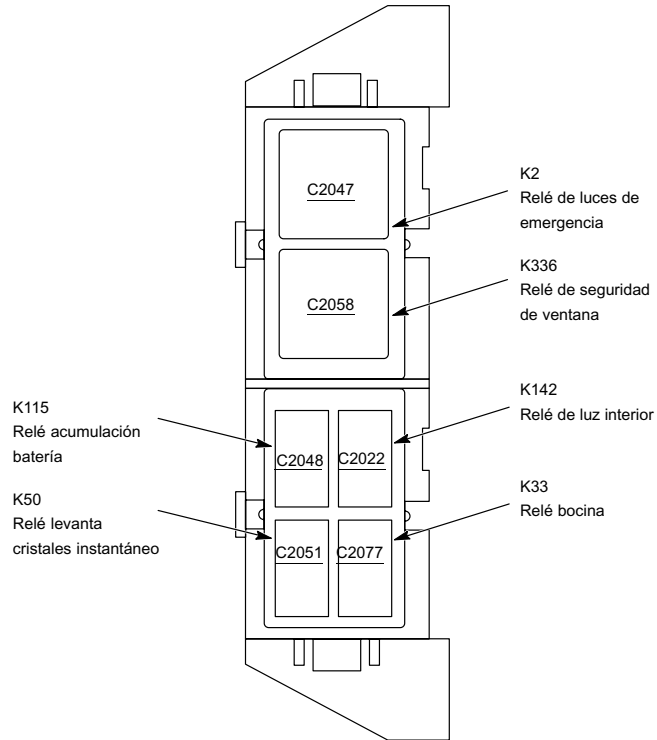 C2047
K2
Relé de luces de
emergencia
C2058
K336
Relé de seguridad
de ventana
K115
Relé acumulación
batería
C2048
C2022
K142
Relé de luz interior
K50
Relé levanta
cristales instantáneo
C2051
C2077
K33
Relé bocina